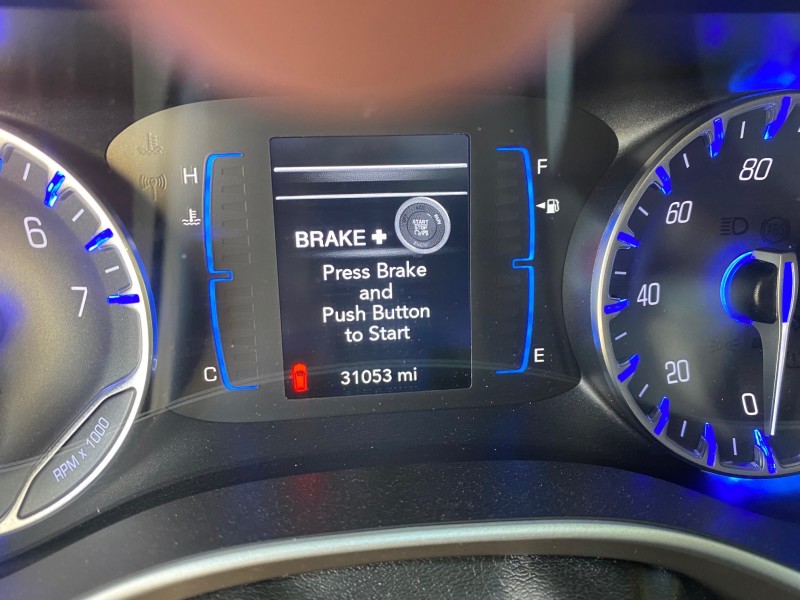 H
F
BRAKE +
START
STOP
Press Brake
and
Push Button
to Start
C
E
31053 mi
6
7
RPM x 1000
80
60
40
20
0